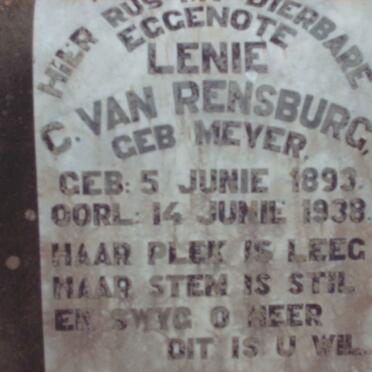 HIER RUS MY DIERBARE
EGGENOTE
LENIE
C. VAN RENSBURG,
GEB MEYER,
GEB: 5 JUNIE 1893.
OORL: 14 JUNIE 1938.
HAAR PLEK IS LEEG
HAAR STEM IS STIL
EN SWYG O HEER
DIT IS U WIL.